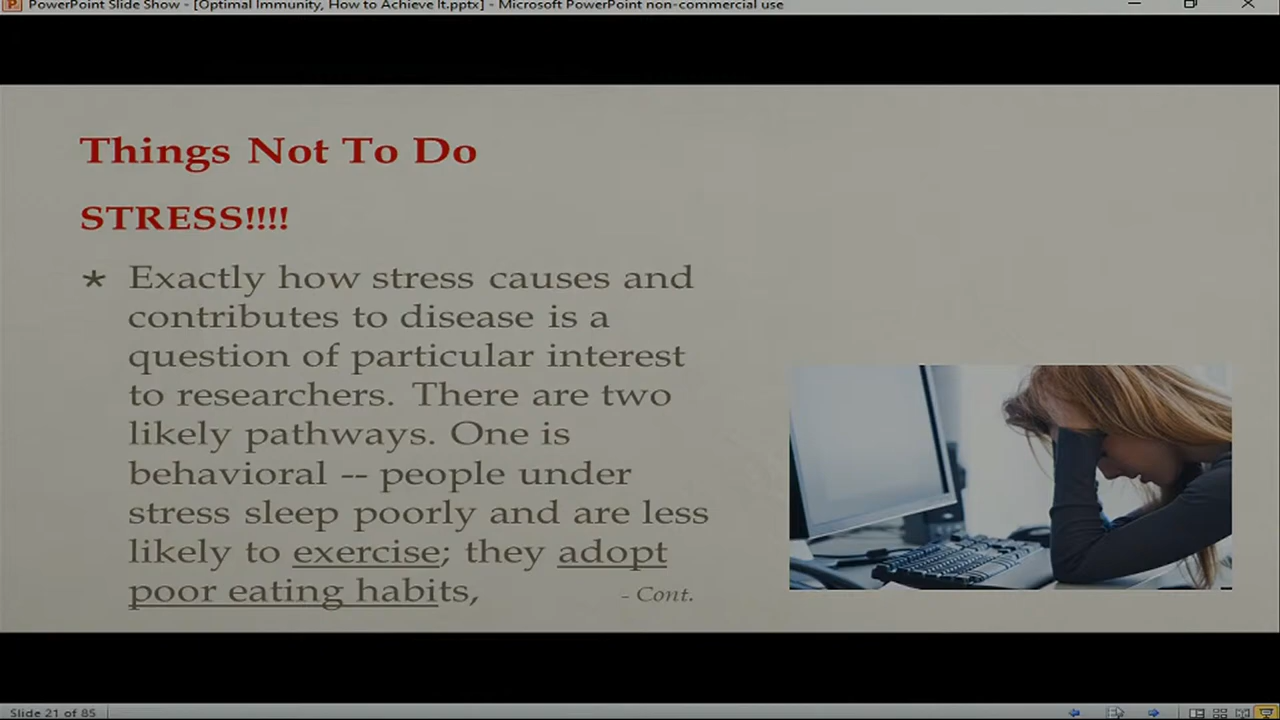 PowerPoint Slide Show - [Optimal Immunity, How to Achieve It.pptx] - Microsoft PowerPoint non-commercial use
Things Not To Do
STRESS!!!!
* Exactly how stress causes and
contributes to disease is a
question of particular interest
to researchers. There are two
likely pathways. One is
behavioral -- people under
stress sleep poorly and are less
likely to exercise; they adopt
poor eating habits, - Cont.
Slide 21 of 85